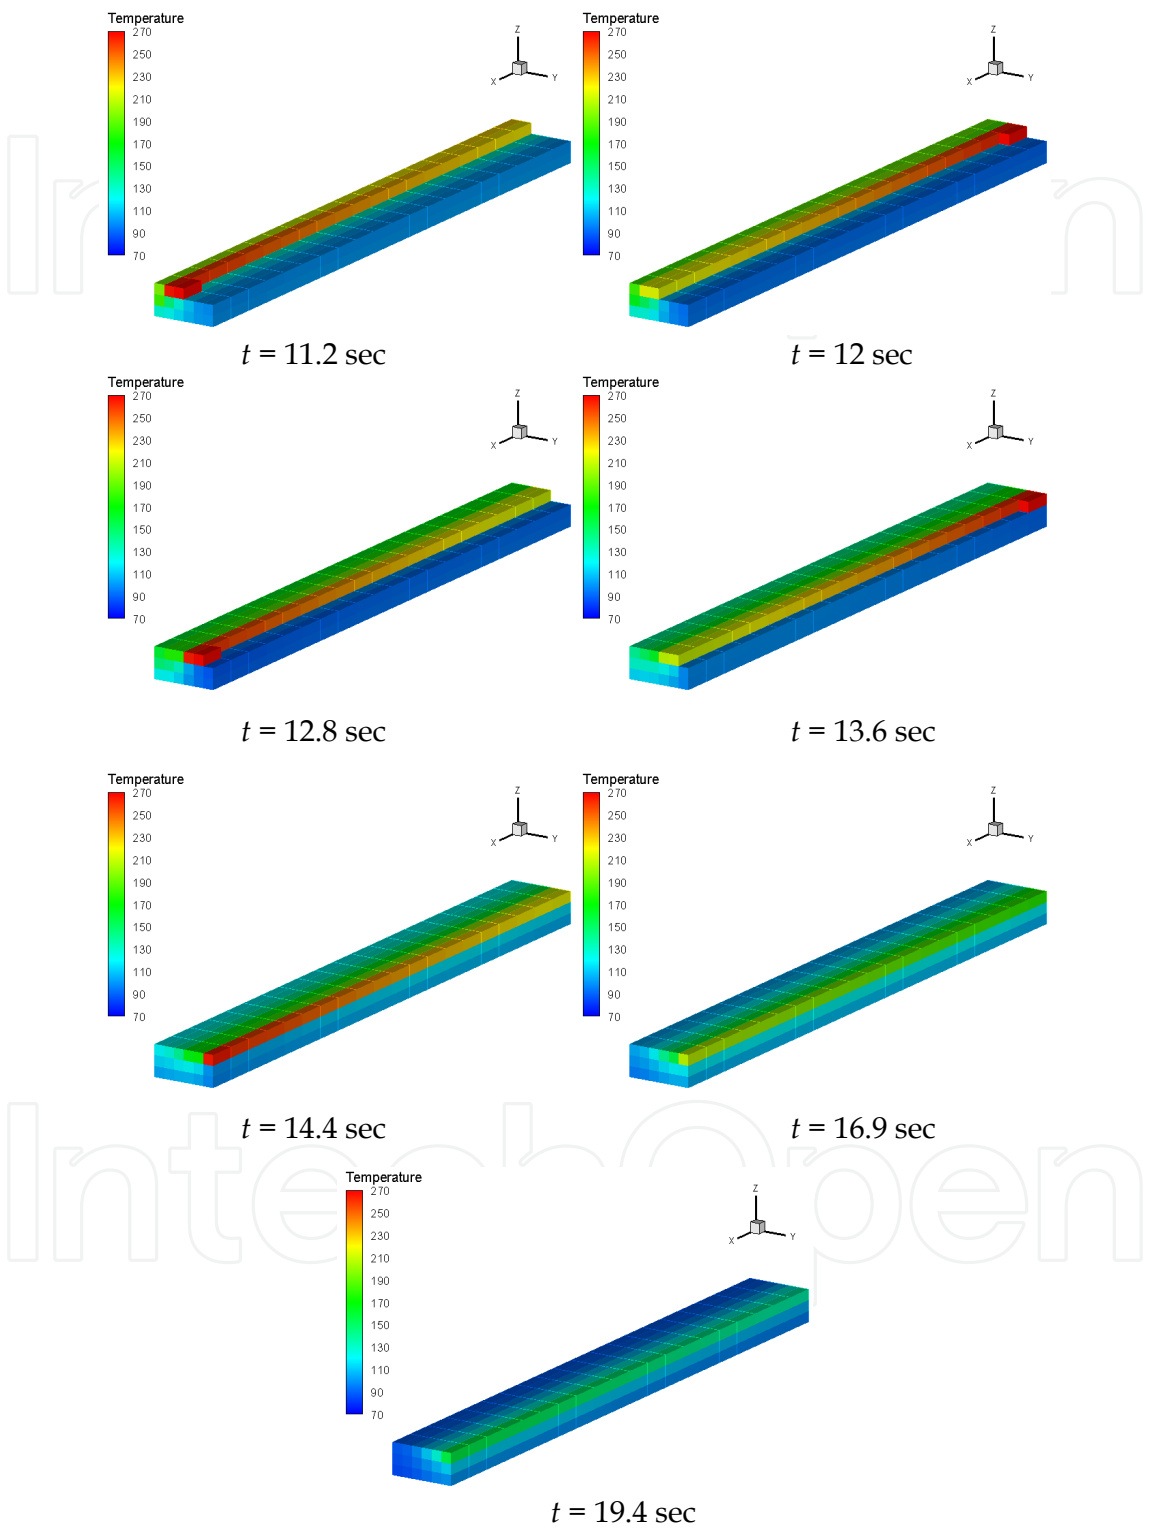 Temperature
270
250
230
210
190
170
150
130
110
90
70
Z
X
Y
t = 11.2 sec
Temperature
270
250
230
210
190
170
150
130
110
90
70
Z
X
Y
t = 12 sec
Temperature
270
250
230
210
190
170
150
130
110
90
70
Z
X
Y
t = 12.8 sec
Temperature
270
250
230
210
190
170
150
130
110
90
70
Z
X
Y
t = 13.6 sec
Temperature
270
250
230
210
190
170
150
130
110
90
70
Z
X
Y
t = 14.4 sec
Temperature
270
250
230
210
190
170
150
130
110
90
70
Z
X
Y
t = 16.9 sec
IntechOpen
Temperature
270
250
230
210
190
170
150
130
110
90
70
Z
X
Y
t = 19.4 sec